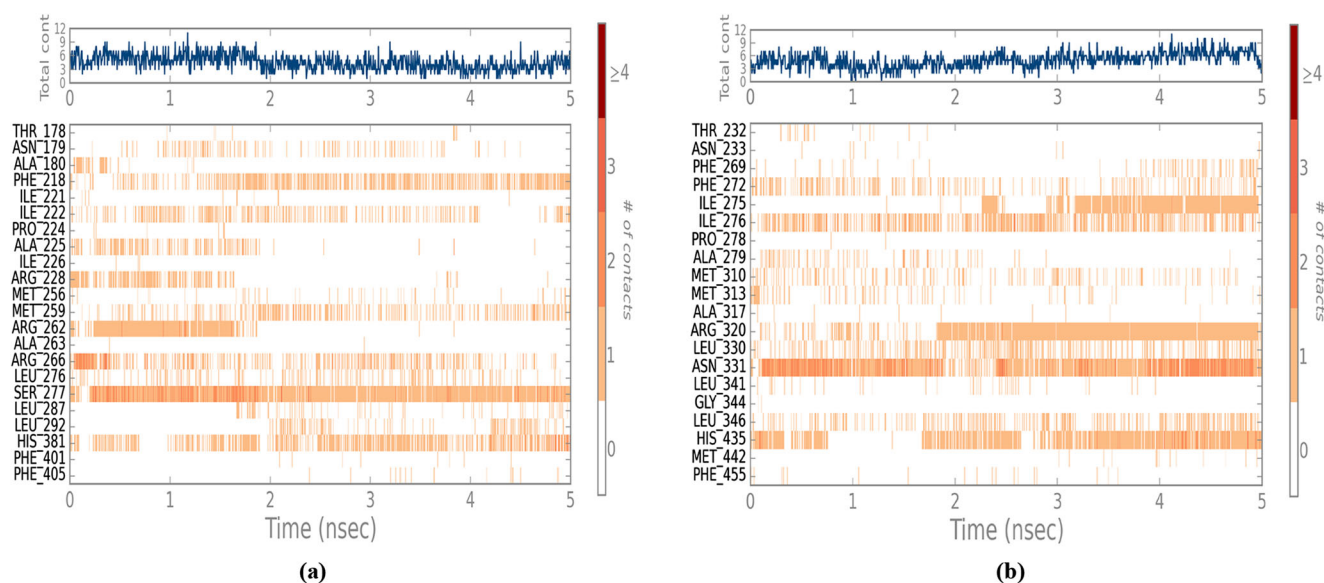 Total cont
12
9
6
3
0
0 1 2 3 4 5
THR_178
ASN_179
ALA_180
PHE_218
ILE_221
ILE_222
PRO_224
ALA_225
ILE_226
ARG_228
MET_256
MET_259
ARG_262
ALA_263
ARG_266
LEU_276
SER_277
LEU_287
LEU_292
HIS_381
PHE_401
PHE_405
0 1 2 3 4 5
Time (nsec)
≥4
3
2
1
0
# of contacts
(a)
Total cont
12
9
6
3
0
0 1 2 3 4 5
THR_232
ASN_233
PHE_269
PHE_272
ILE_275
ILE_276
PRO_278
ALA_279
MET_310
MET_313
ALA_317
ARG_320
LEU_330
ASN_331
LEU_341
GLY_344
LEU_346
HIS_435
MET_442
PHE_455
0 1 2 3 4 5
Time (nsec)
≥4
3
2
1
0
# of contacts
(b)